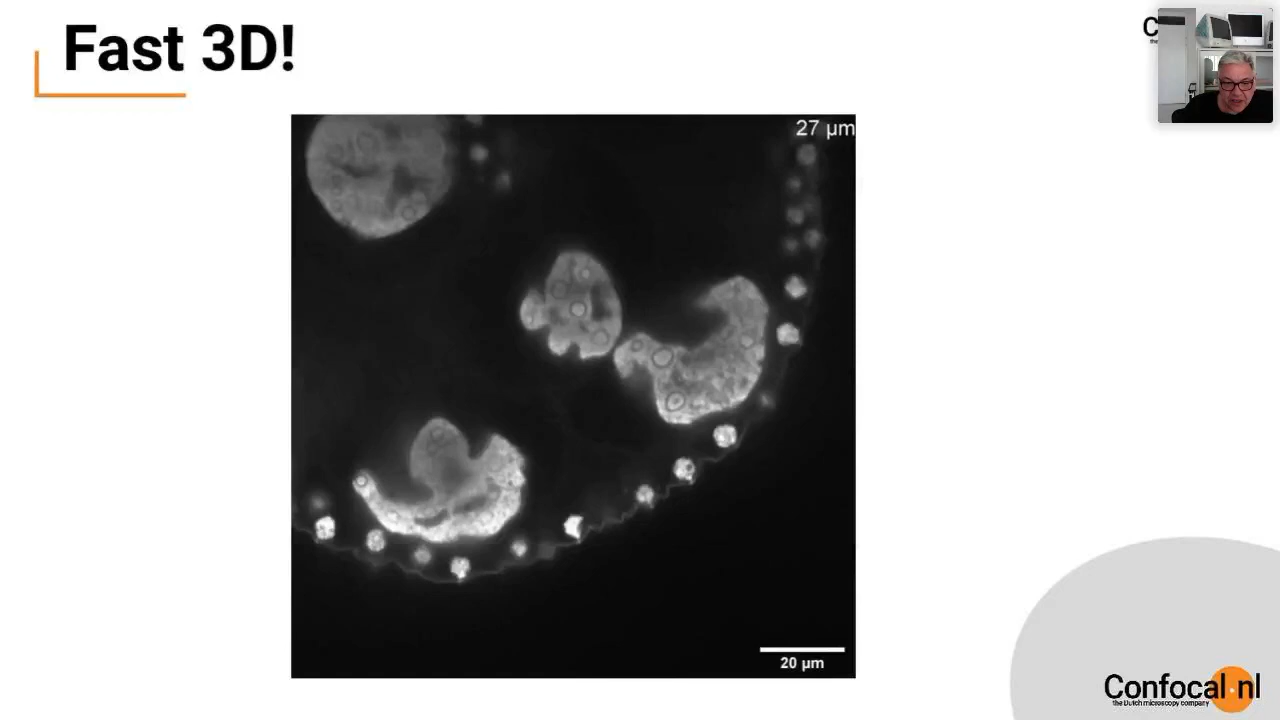 Fast 3D!
C
27 µm
20 µm
Confocal.nl
the Dutch microscopy company